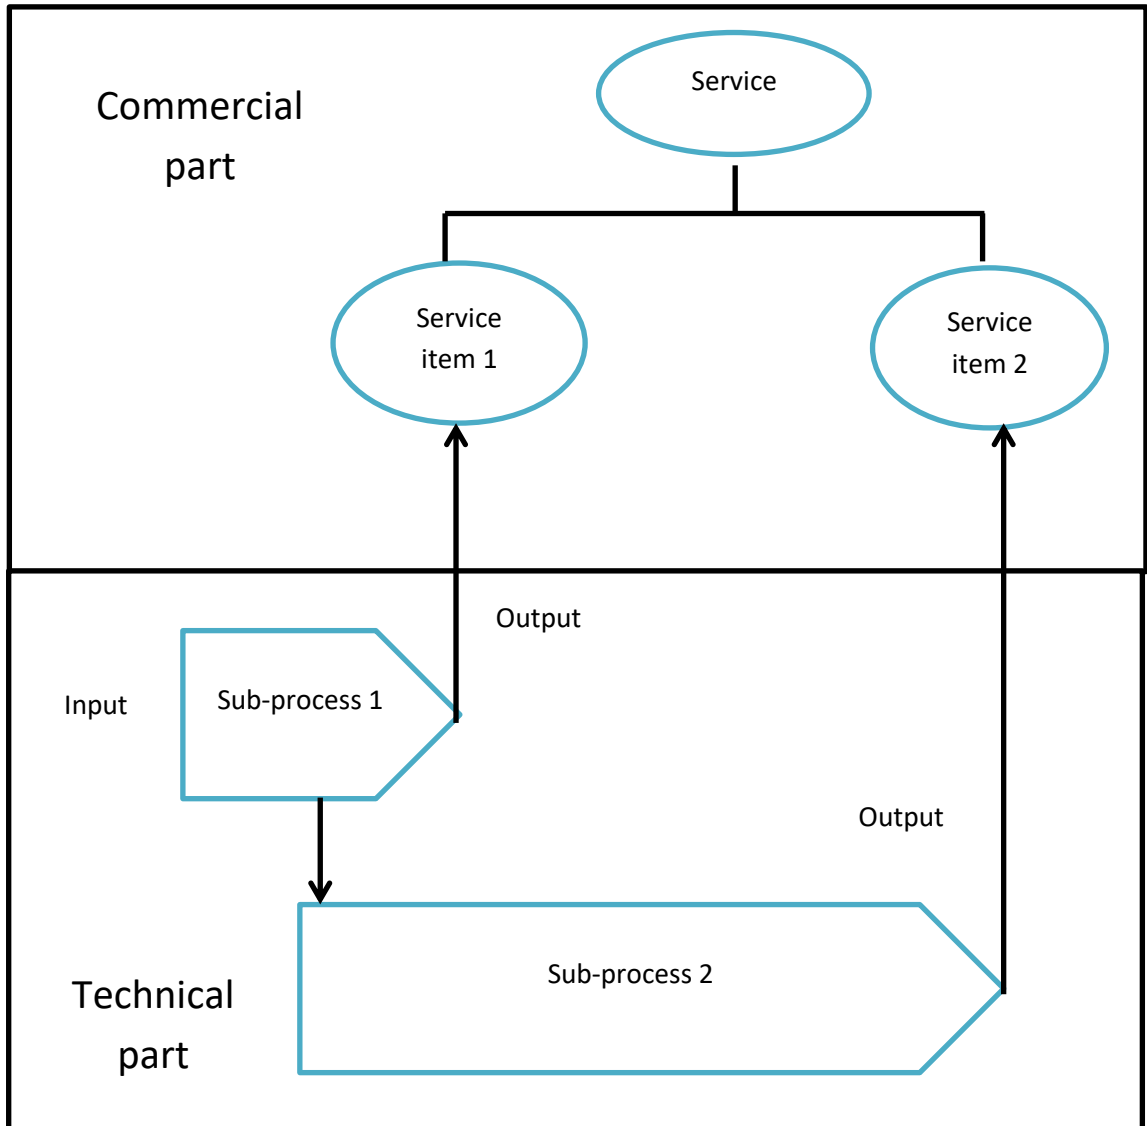 Service
Commercial
part
Service
item 1
Service
item 2
Output
Input
Sub-process 1
Output
Sub-process 2
Technical
part